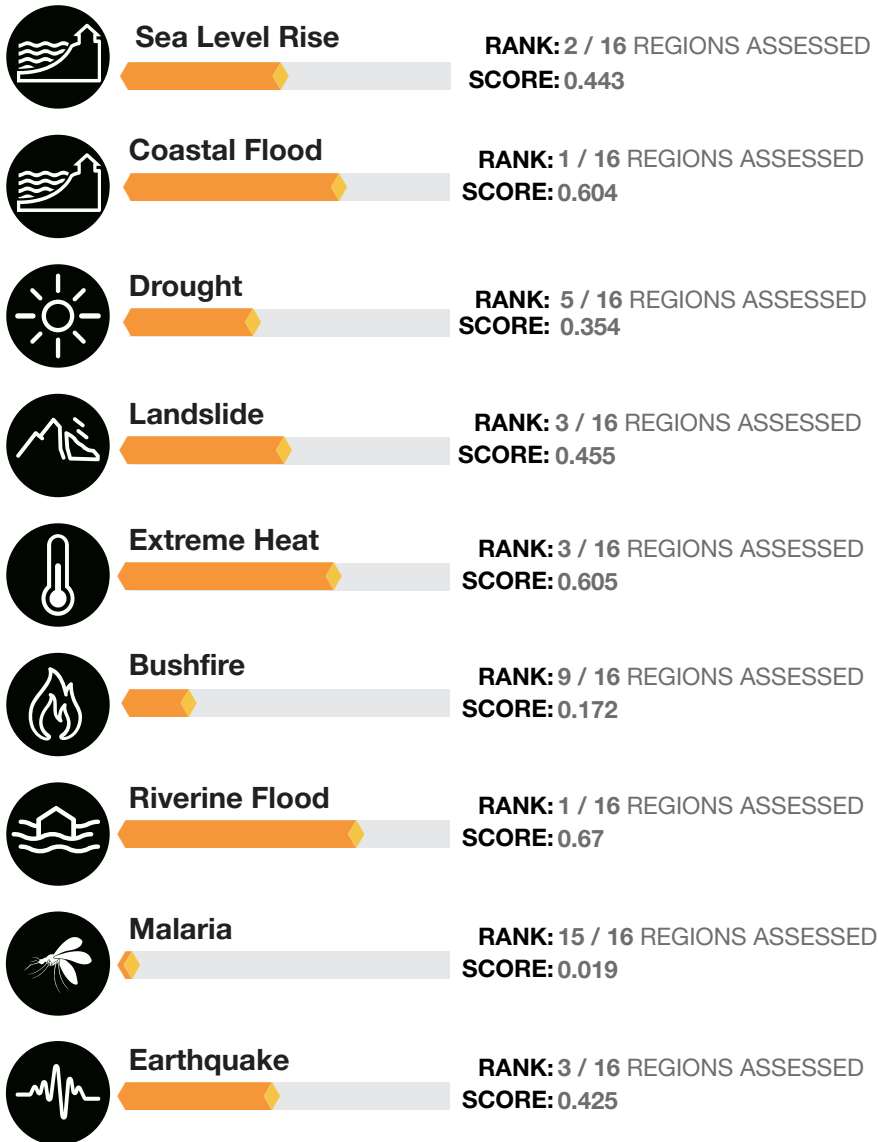 Sea Level Rise
RANK: 2 / 16 REGIONS ASSESSED
SCORE: 0.443
Coastal Flood
RANK: 1 / 16 REGIONS ASSESSED
SCORE: 0.604
Drought
RANK: 5 / 16 REGIONS ASSESSED
SCORE: 0.354
Landslide
RANK: 3 / 16 REGIONS ASSESSED
SCORE: 0.455
Extreme Heat
RANK: 3 / 16 REGIONS ASSESSED
SCORE: 0.605
Bushfire
RANK: 9 / 16 REGIONS ASSESSED
SCORE: 0.172
Riverine Flood
RANK: 1 / 16 REGIONS ASSESSED
SCORE: 0.67
Malaria
RANK: 15 / 16 REGIONS ASSESSED
SCORE: 0.019
Earthquake
RANK: 3 / 16 REGIONS ASSESSED
SCORE: 0.425